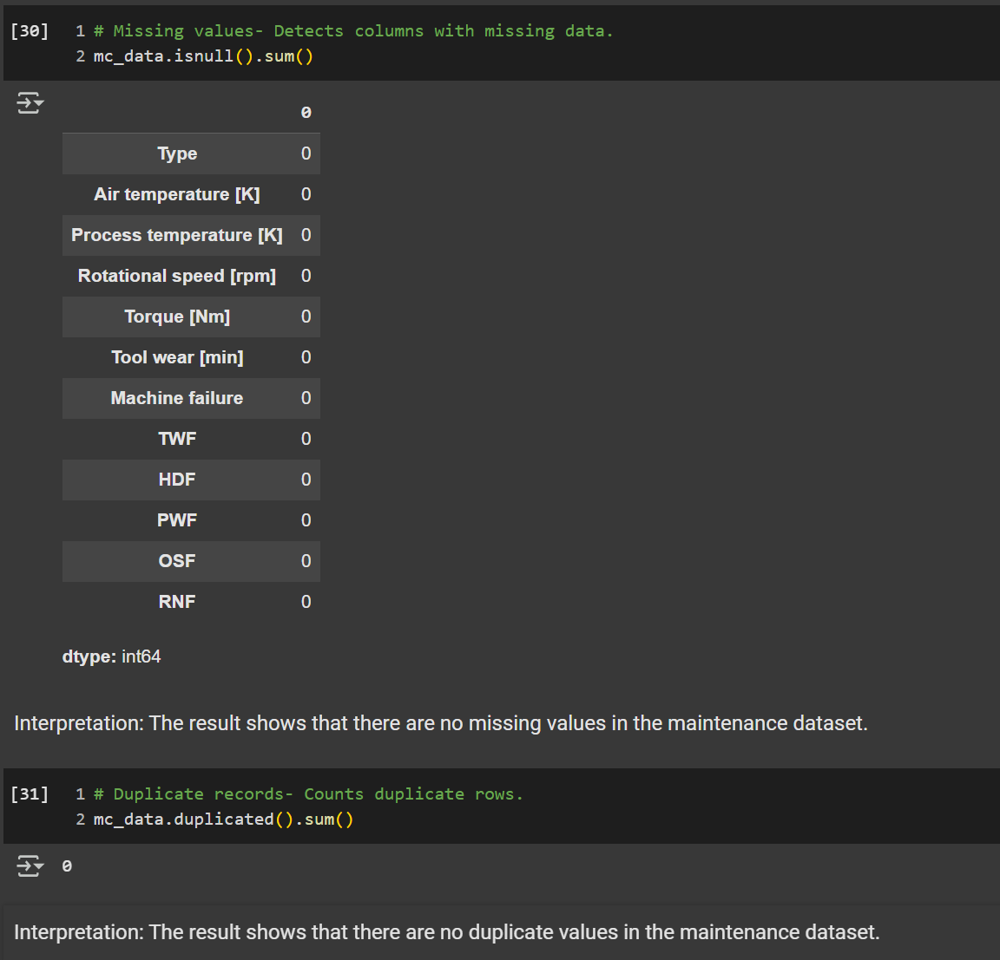 [30] 1 # Missing values- Detects columns with missing data.
2 mc_data.isnull().sum()
0
Type 0
Air temperature [K] 0
Process temperature [K] 0
Rotational speed [rpm] 0
Torque [Nm] 0
Tool wear [min] 0
Machine failure 0
TWF 0
HDF 0
PWF 0
OSF 0
RNF 0
dtype: int64
Interpretation: The result shows that there are no missing values in the maintenance dataset.
[31] 1 # Duplicate records- Counts duplicate rows.
2 mc_data.duplicated().sum()
0
Interpretation: The result shows that there are no duplicate values in the maintenance dataset.